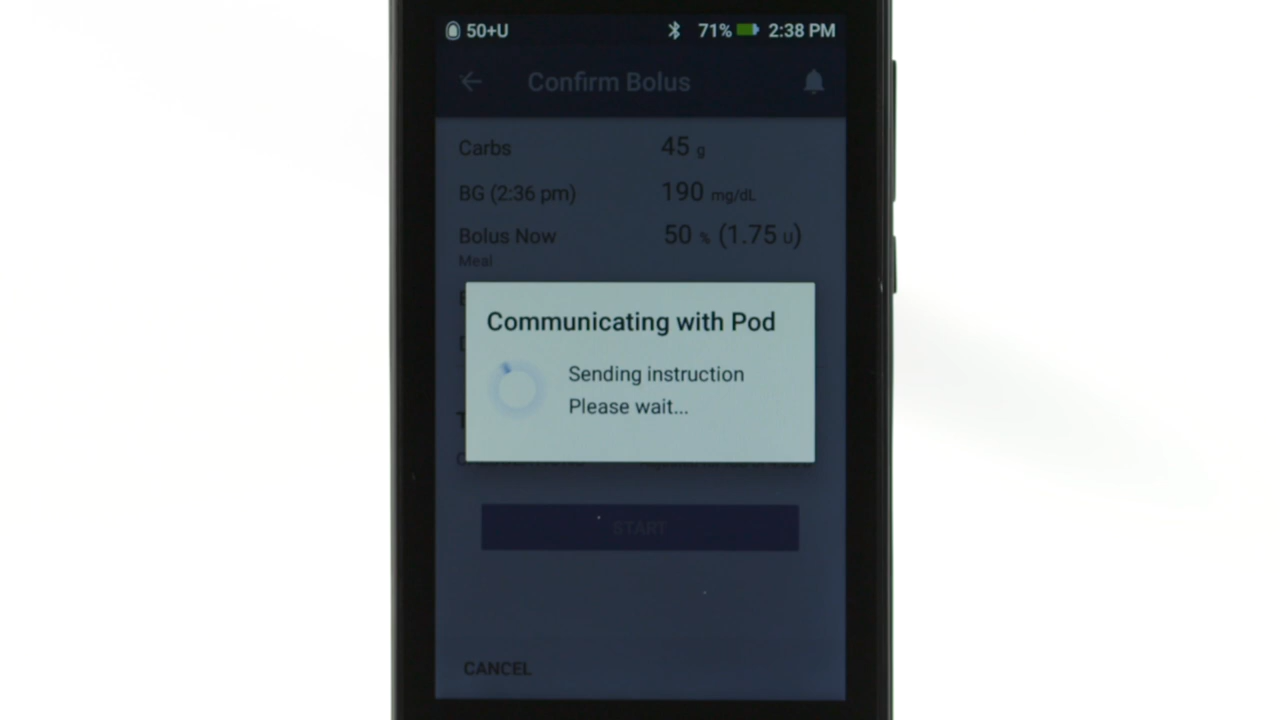 50+U 71% 2:38 PM
Confirm Bolus
Carbs 45 g
BG (2:36 pm) 190 mg/dL
Bolus Now 50 % (1.75 U)
Meal
Communicating with Pod
Sending instruction
Please wait...
START
CANCEL